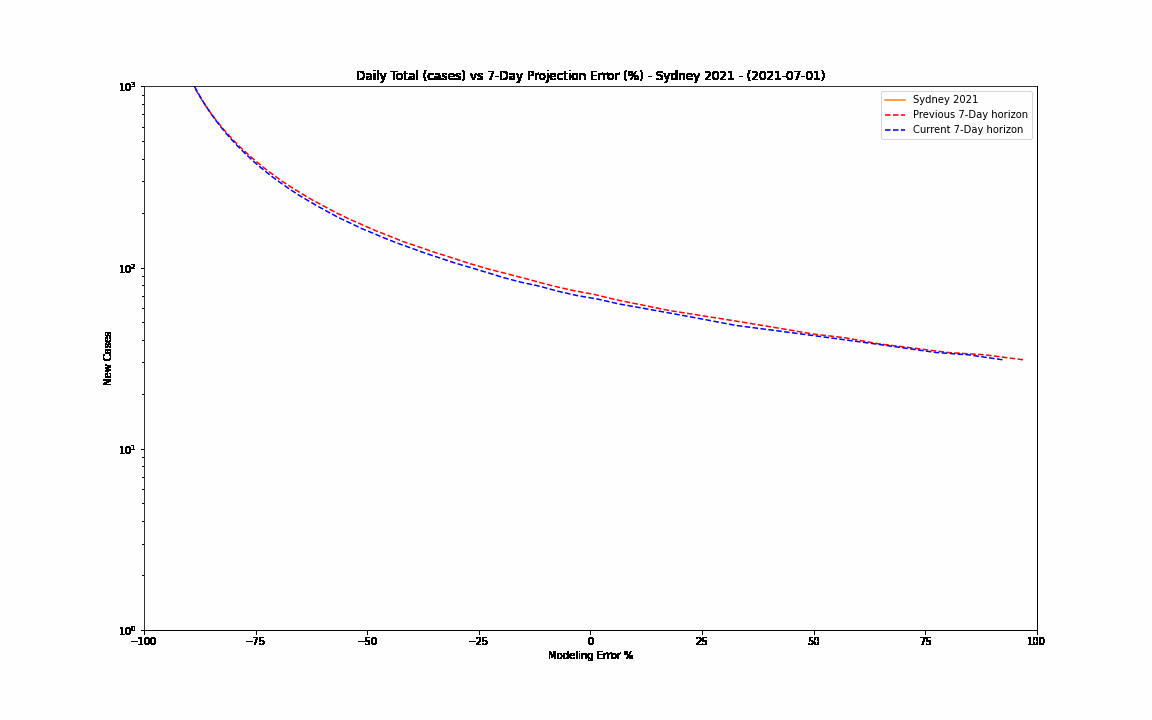 Daily Total (cases) vs 7-Day Projection Error (%) - Sydney 2021 - (2021-07-01)
Sydney 2021
Previous 7-Day horizon
Current 7-Day horizon
New Cases
10³
10²
10¹
10⁰
−100 −75 −50 −25 0 25 50 75 100
Modeling Error %